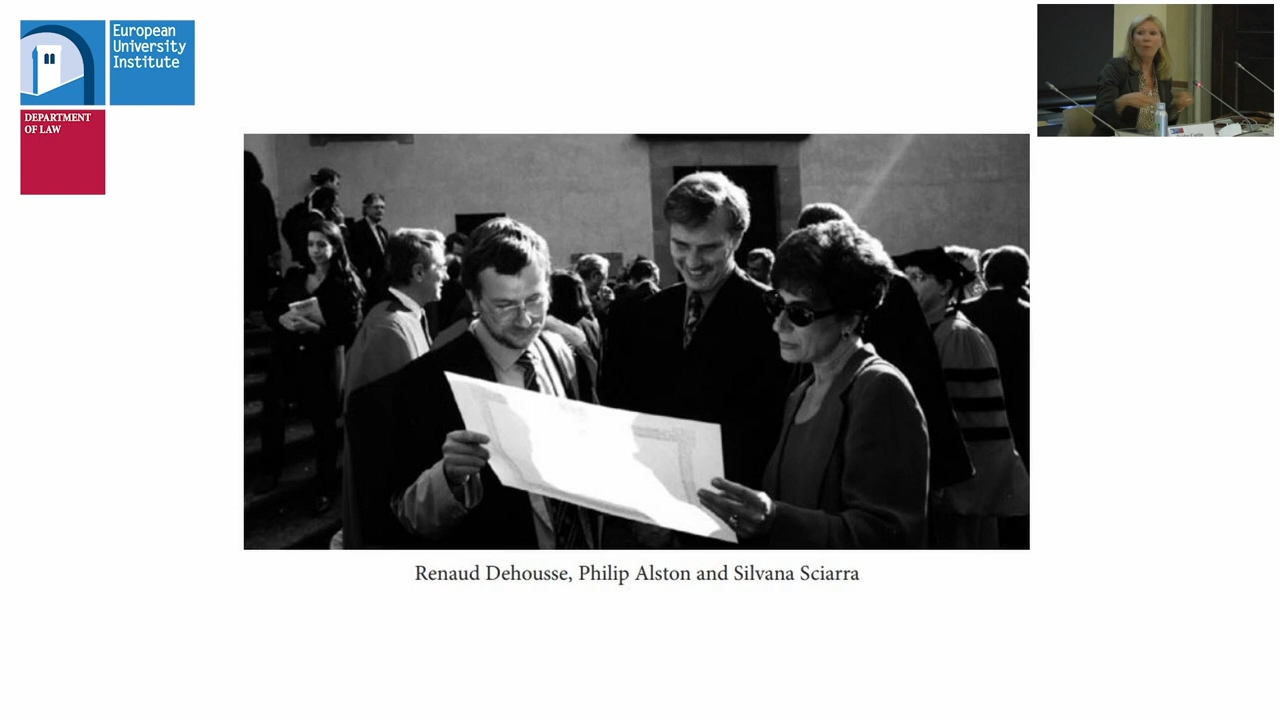 European
University
Institute
DEPARTMENT
OF LAW
Renaud Dehousse, Philip Alston and Silvana Sciarra